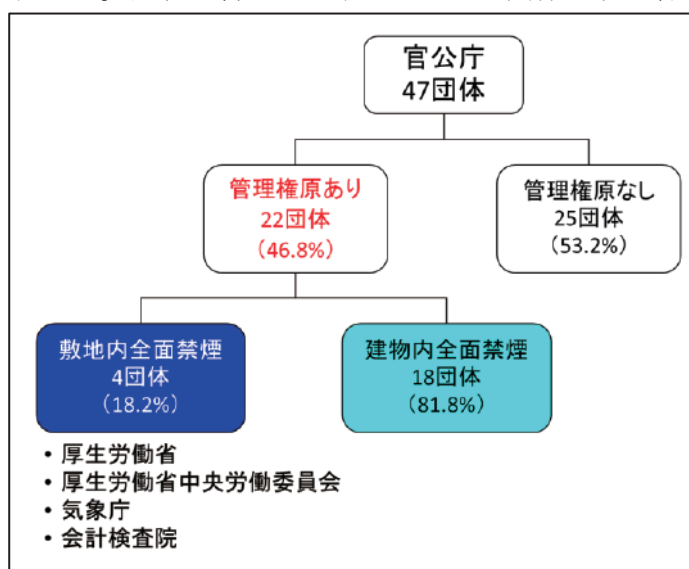 官公庁
47団体
管理権原あり
22団体
(46.8%)
管理権原なし
25団体
(53.2%)
敷地内全面禁煙
4団体
(18.2%)
建物内全面禁煙
18団体
(81.8%)
・厚生労働省
・厚生労働省中央労働委員会
・気象庁
・会計検査院